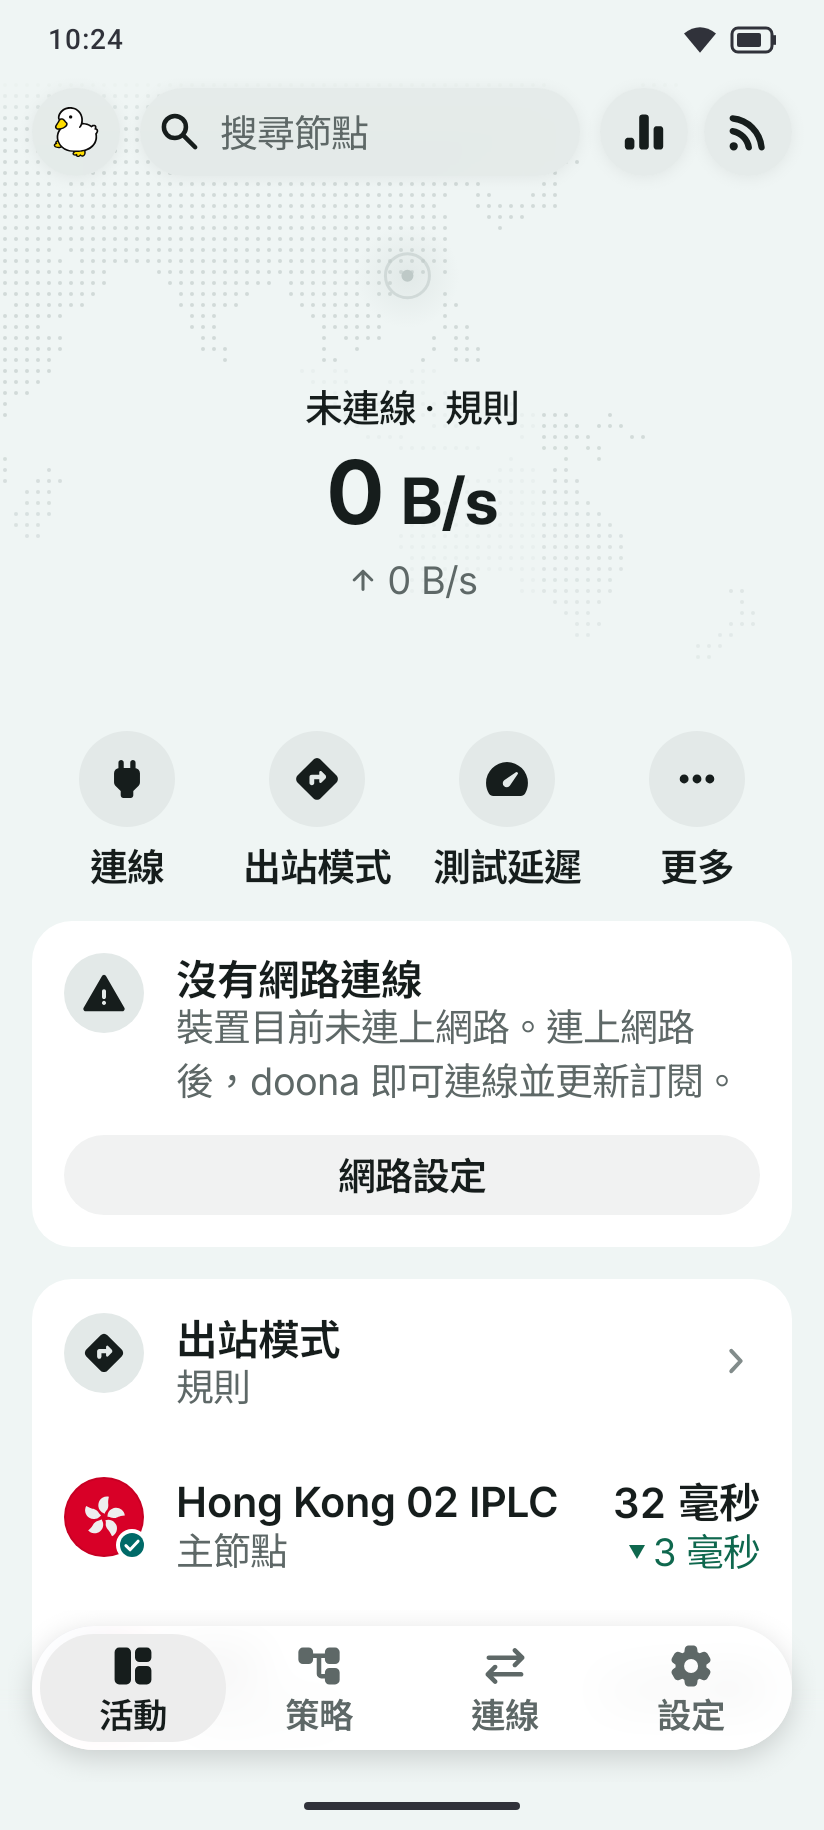 10:24
搜尋節點
未連線 · 規則
0 B/s
↑ 0 B/s
連線
出站模式
測試延遲
更多
沒有網路連線
裝置目前未連上網路。連上網路
後，doona 即可連線並更新訂閱。
網路設定
出站模式
規則
Hong Kong 02 IPLC
32 毫秒
主節點
▼3 毫秒
活動
策略
連線
設定